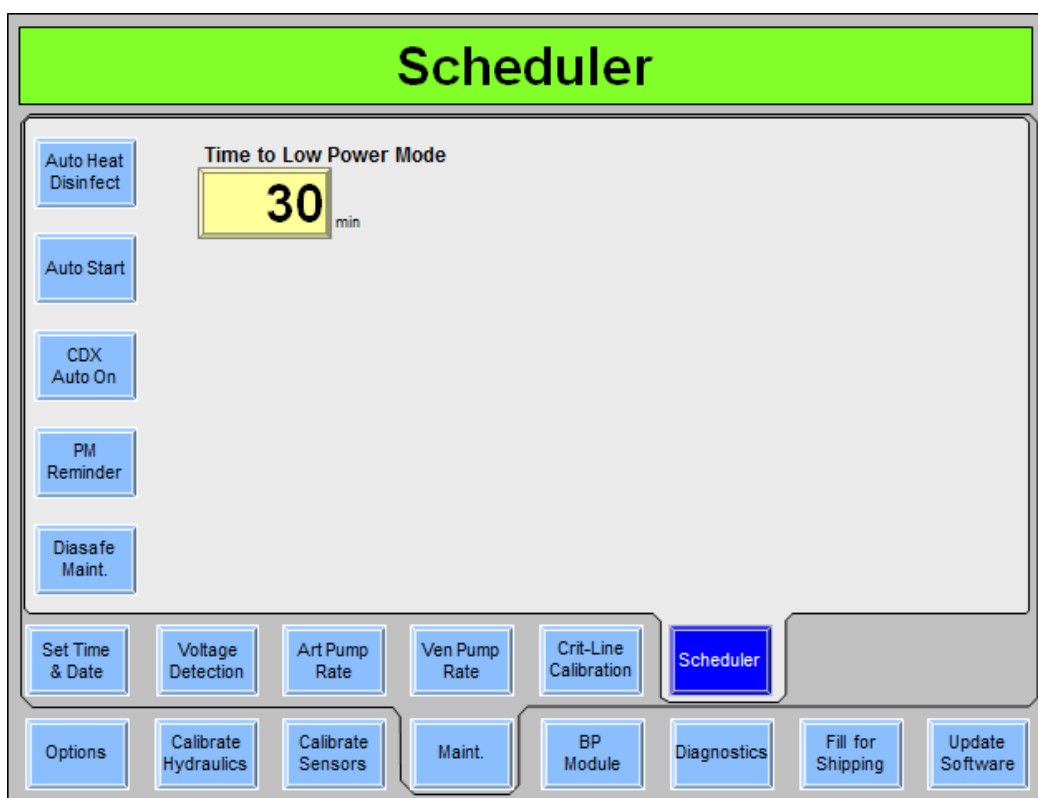 Scheduler
Auto Heat
Disinfect
Time to Low Power Mode
30 min
Auto Start
CDX
Auto On
PM
Reminder
Diasafe
Maint.
Set Time
& Date
Voltage
Detection
Art Pump
Rate
Ven Pump
Rate
Crit-Line
Calibration
Scheduler
Options
Calibrate
Hydraulics
Calibrate
Sensors
Maint.
BP
Module
Diagnostics
Fill for
Shipping
Update
Software